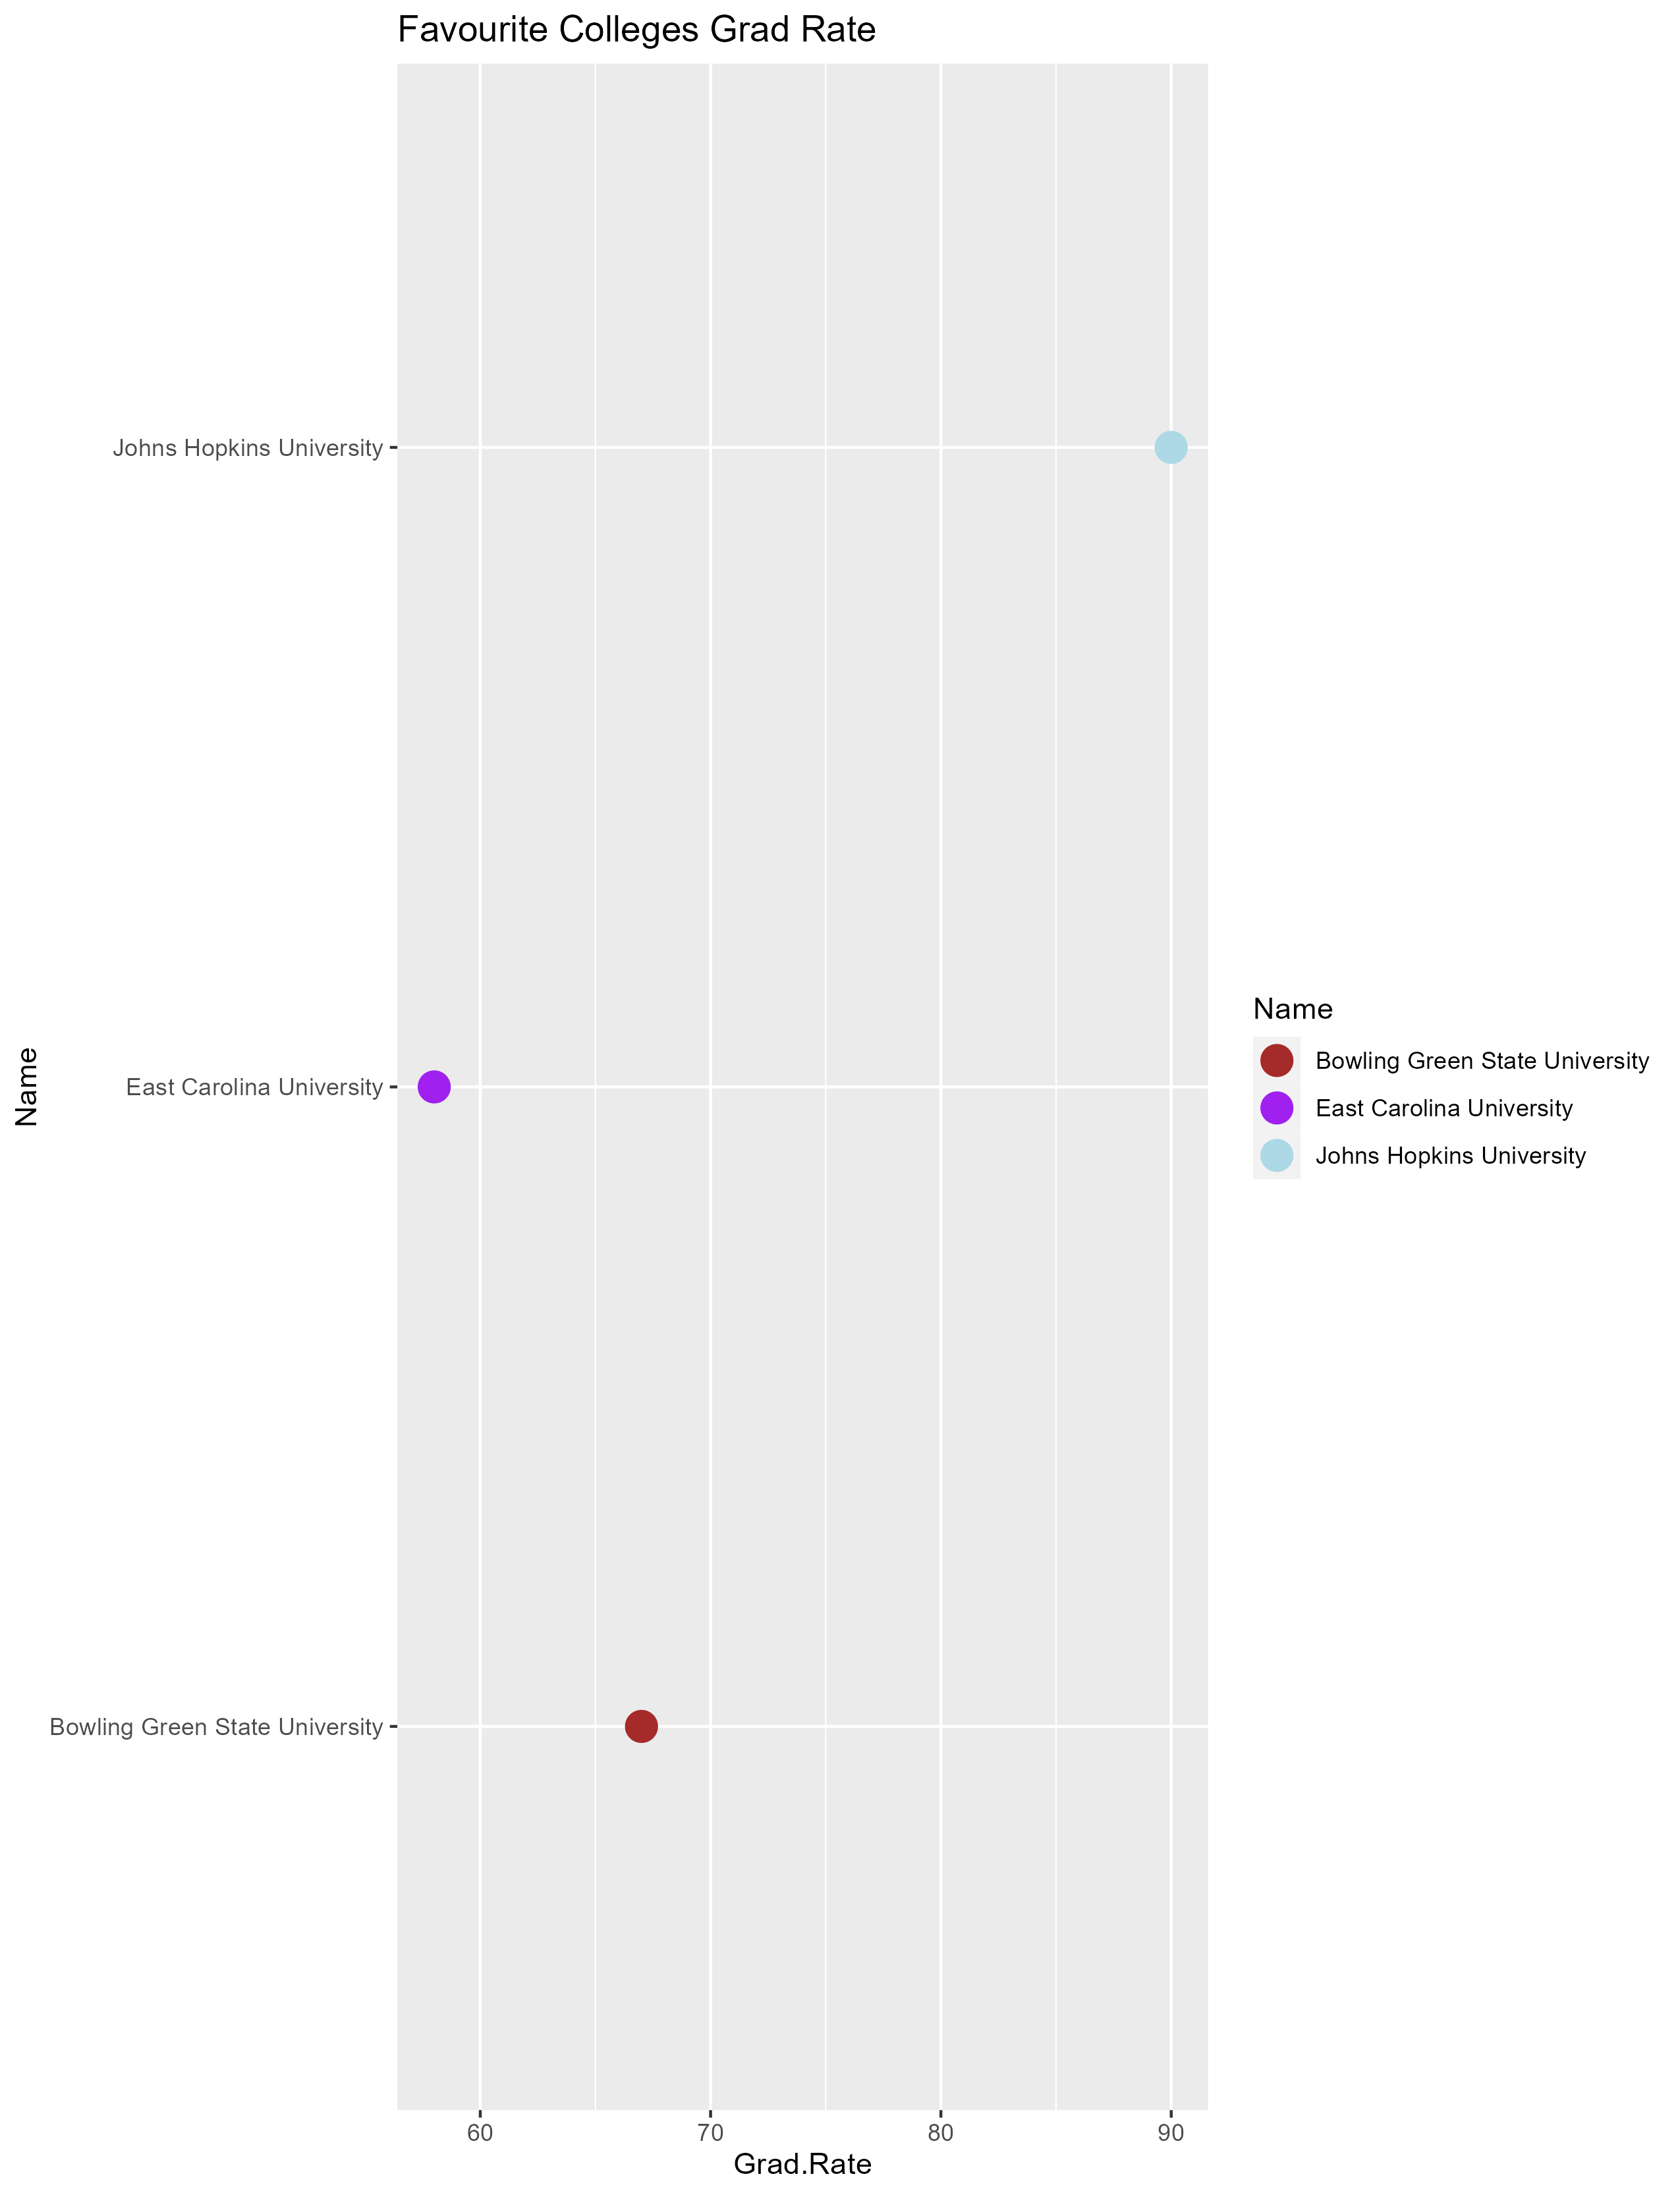 Favourite Colleges Grad Rate
Johns Hopkins University
East Carolina University
Bowling Green State University
Name
60 70 80 90
Grad.Rate
Name
Bowling Green State University
East Carolina University
Johns Hopkins University